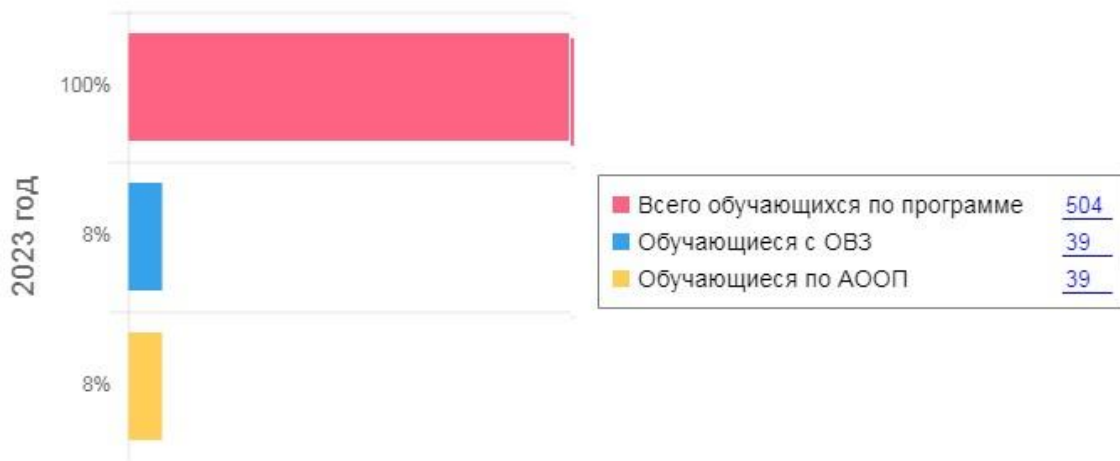 100%
2023 год
8%
8%
Всего обучающихся по программе 504
Обучающиеся с ОВЗ 39
Обучающиеся по АООП 39